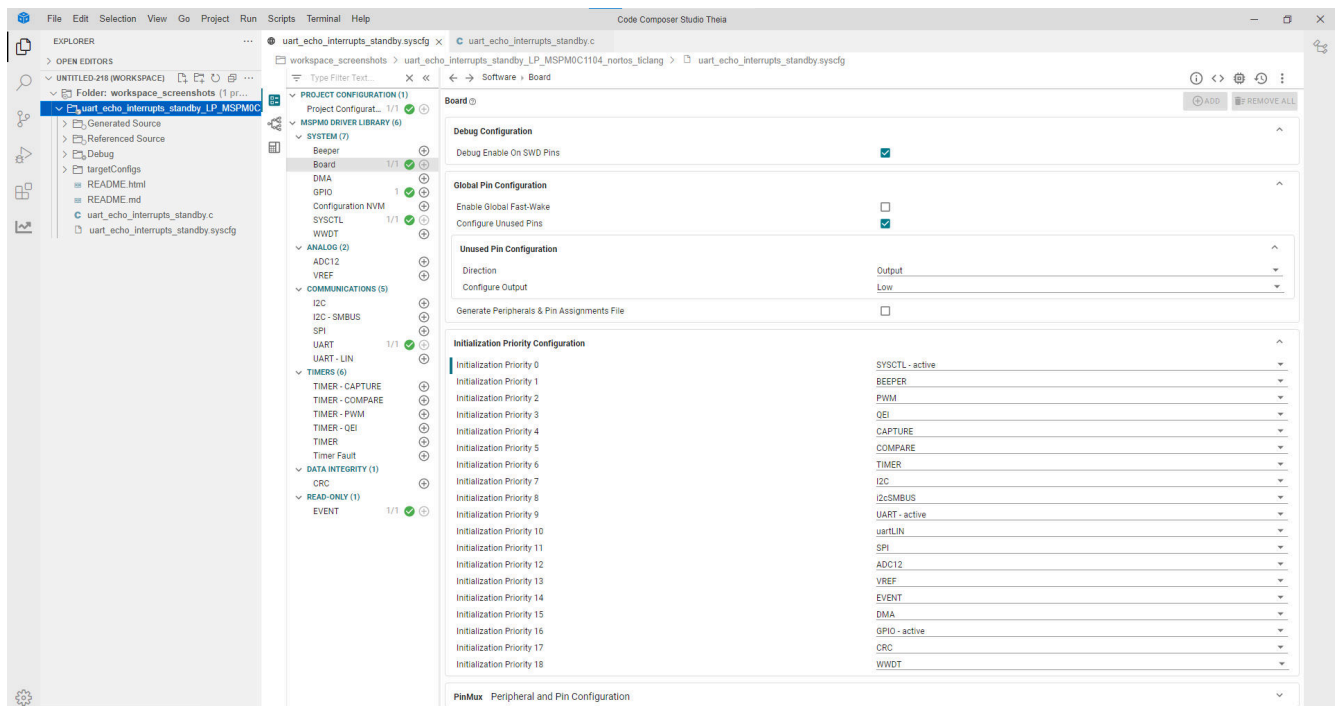 File Edit Selection View Go Project Run Scripts Terminal Help
Code Composer Studio Theia
EXPLORER
OPEN EDITORS
UNTITLED-218 (WORKSPACE)
Folder: workspace_screenshots (1 pr...
uart_echo_interrupts_standby_LP_MSPM0C
Generated Source
Referenced Source
Debug
targetConfigs
README.html
README.md
C uart_echo_interrupts_standby.c
uart_echo_interrupts_standby.syscfg
uart_echo_interrupts_standby.syscfg
C uart_echo_interrupts_standby.c
workspace_screenshots > uart_echo_interrupts_standby_LP_MSPM0C1104_nortos_ticlang > uart_echo_interrupts_standby.syscfg
Type Filter Text...
PROJECT CONFIGURATION (1)
Project Configurat... 1/1
MSPM0 DRIVER LIBRARY (6)
SYSTEM (7)
Beeper
Board 1/1
DMA
GPIO 1
Configuration NVM
SYSCTL 1/1
WWDT
ANALOG (2)
ADC12
VREF
COMMUNICATIONS (5)
I2C
I2C - SMBUS
SPI
UART 1/1
UART - LIN
TIMERS (6)
TIMER - CAPTURE
TIMER - COMPARE
TIMER - PWM
TIMER - QEI
TIMER
Timer Fault
DATA INTEGRITY (1)
CRC
READ-ONLY (1)
EVENT 1/1
Software > Board
Board
ADD REMOVE ALL
Debug Configuration
Debug Enable On SWD Pins
Global Pin Configuration
Enable Global Fast-Wake
Configure Unused Pins
Unused Pin Configuration
Direction Output
Configure Output Low
Generate Peripherals & Pin Assignments File
Initialization Priority Configuration
Initialization Priority 0 SYSCTL - active
Initialization Priority 1 BEEPER
Initialization Priority 2 PWM
Initialization Priority 3 QEI
Initialization Priority 4 CAPTURE
Initialization Priority 5 COMPARE
Initialization Priority 6 TIMER
Initialization Priority 7 I2C
Initialization Priority 8 I2cSMBUS
Initialization Priority 9 UART - active
Initialization Priority 10 uartLIN
Initialization Priority 11 SPI
Initialization Priority 12 ADC12
Initialization Priority 13 VREF
Initialization Priority 14 EVENT
Initialization Priority 15 DMA
Initialization Priority 16 GPIO - active
Initialization Priority 17 CRC
Initialization Priority 18 WWDT
PinMux Peripheral and Pin Configuration